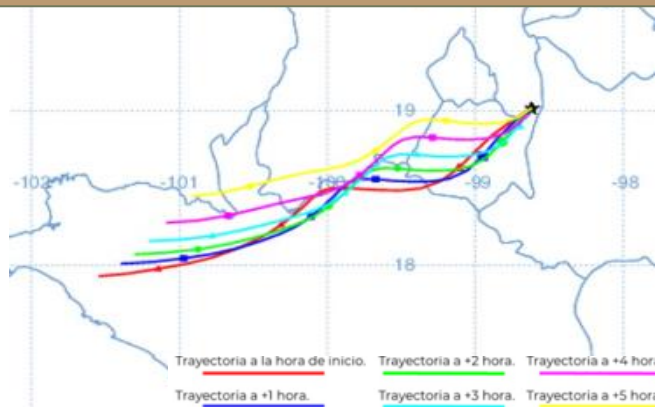 19
-102 -101 -100 -99 -98
18
Trayectoria a la hora de inicio. Trayectoria a +2 hora. Trayectoria a +4 hora
Trayectoria a +1 hora. Trayectoria a +3 hora. Trayectoria a +5 hora